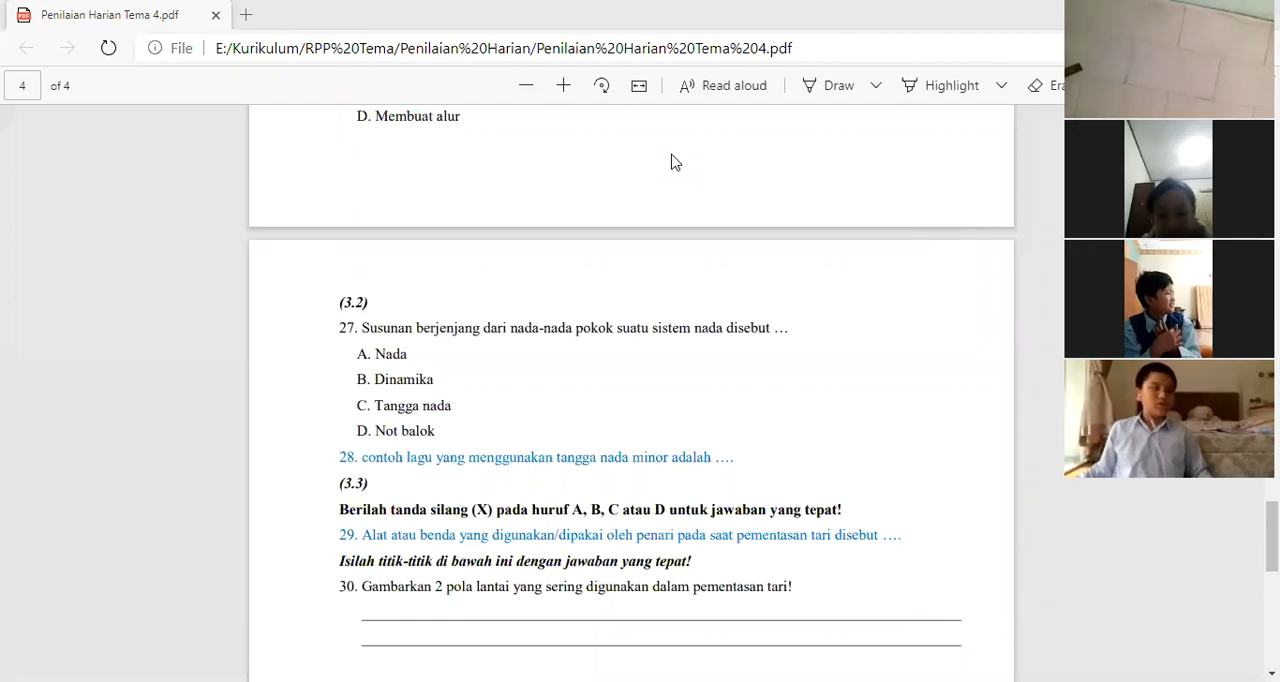 Penilaian Harian Tema 4.pdf
File E:/Kurikulum/RPP%20Tema/Penilaian%20Harian/Penilaian%20Harian%20Tema%204.pdf
4 of 4 Read aloud Draw Highlight Era
D. Membuat alur
(3.2)
27. Susunan berjenjang dari nada-nada pokok suatu sistem nada disebut …
A. Nada
B. Dinamika
C. Tangga nada
D. Not balok
28. contoh lagu yang menggunakan tangga nada minor adalah ….
(3.3)
Berilah tanda silang (X) pada huruf A, B, C atau D untuk jawaban yang tepat!
29. Alat atau benda yang digunakan/dipakai oleh penari pada saat pementasan tari disebut ….
Isilah titik-titik di bawah ini dengan jawaban yang tepat!
30. Gambarkan 2 pola lantai yang sering digunakan dalam pementasan tari!